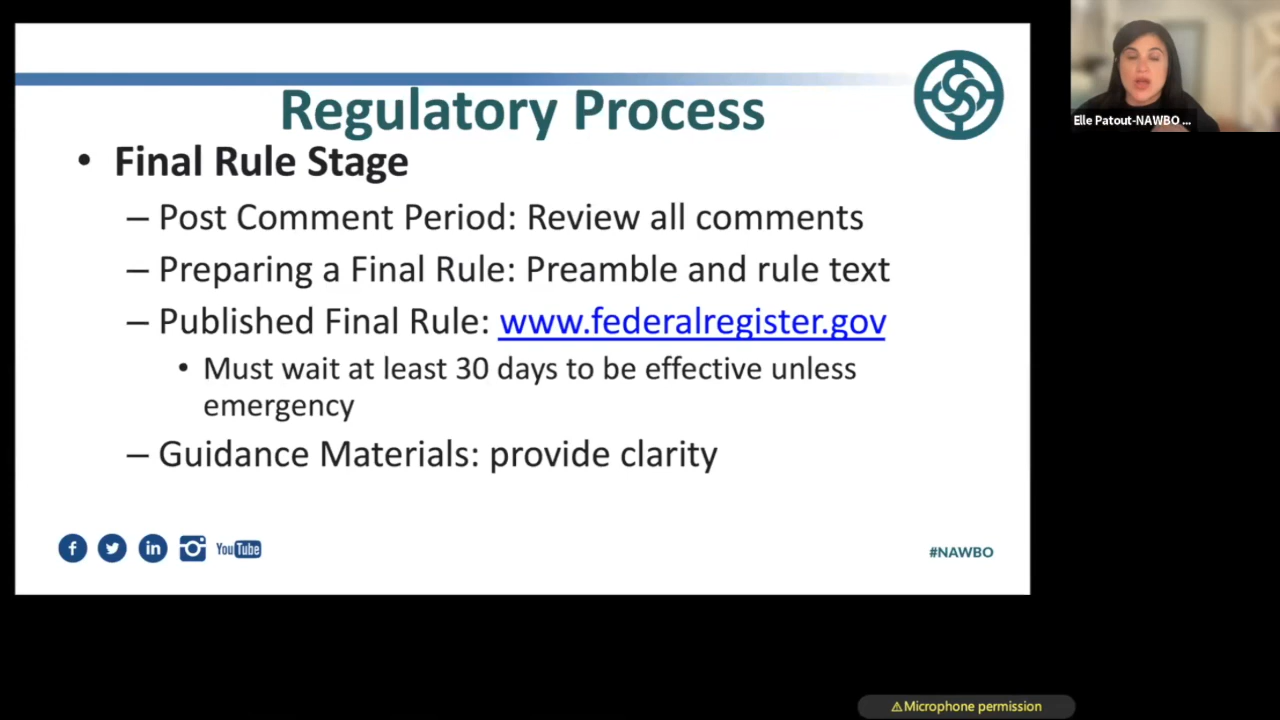 Regulatory Process
• Final Rule Stage
– Post Comment Period: Review all comments
– Preparing a Final Rule: Preamble and rule text
– Published Final Rule: www.federalregister.gov
• Must wait at least 30 days to be effective unless
emergency
– Guidance Materials: provide clarity
YouTube
#NAWBO
Elle Patout-NAWBO ...
⚠Microphone permission